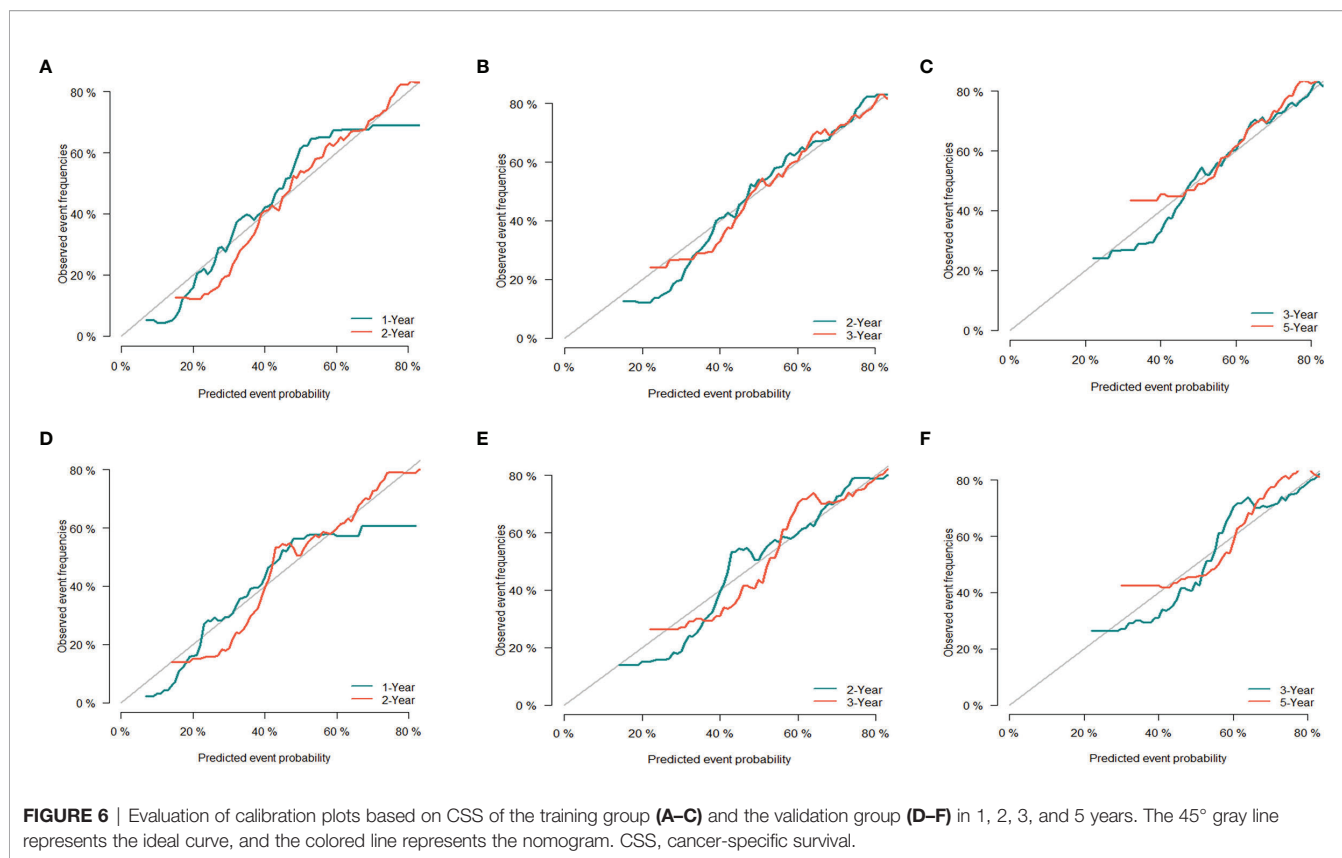 A
Observed event frequencies
80 %
60 %
40 %
20 %
0 %
1-Year
2-Year
0 %
20 %
40 %
60 %
80 %
Predicted event probability
B
Observed event frequencies
80 %
60 %
40 %
20 %
0 %
2-Year
3-Year
0 %
20 %
40 %
60 %
80 %
Predicted event probability
C
Observed event frequencies
80 %
60 %
40 %
20 %
0 %
3-Year
5-Year
0 %
20 %
40 %
60 %
80 %
Predicted event probability
D
Observed event frequencies
80 %
60 %
40 %
20 %
0 %
1-Year
2-Year
0 %
20 %
40 %
60 %
80 %
Predicted event probability
E
Observed event frequencies
80 %
60 %
40 %
20 %
0 %
2-Year
3-Year
0 %
20 %
40 %
60 %
80 %
Predicted event probability
F
Observed event frequencies
80 %
60 %
40 %
20 %
0 %
3-Year
5-Year
0 %
20 %
40 %
60 %
80 %
Predicted event probability
FIGURE 6 | Evaluation of calibration plots based on CSS of the training group (A–C) and the validation group (D–F) in 1, 2, 3, and 5 years. The 45° gray line
represents the ideal curve, and the colored line represents the nomogram. CSS, cancer-specific survival.